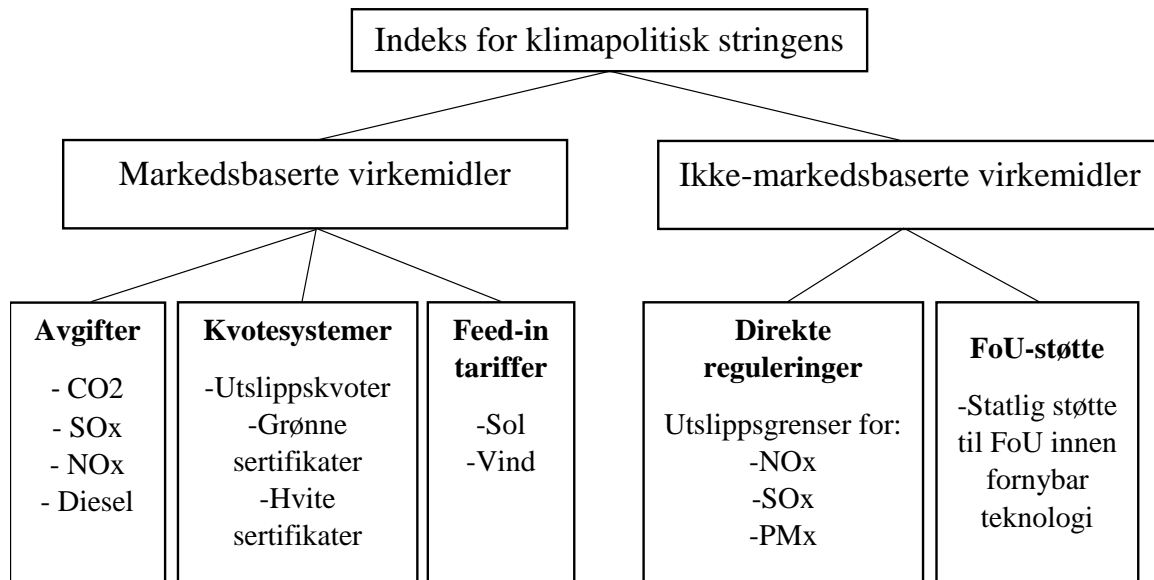 Indeks for klimapolitisk stringens
Markedsbaserte virkemidler
Ikke-markedsbaserte virkemidler
Avgifter
- CO2
- SOx
- NOx
- Diesel
Kvotesystemer
-Utslippskvoter
-Grønne
sertifikater
-Hvite
sertifikater
Feed-in
tariffer
-Sol
-Vind
Direkte
reguleringer
Utslippsgrenser for:
-NOx
-SOx
-PMx
FoU-støtte
-Statlig støtte
til FoU innen
fornybar
teknologi